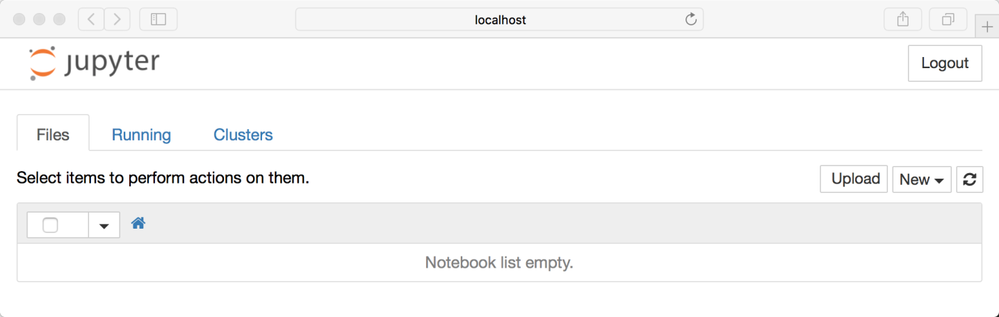 localhost
jupyter
Logout
Files Running Clusters
Select items to perform actions on them.
Upload New
Notebook list empty.